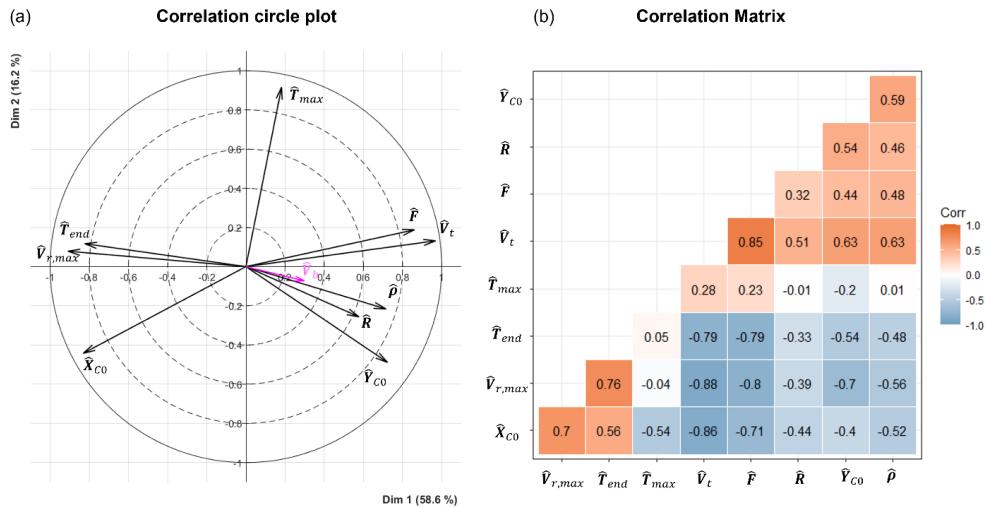 (a) Correlation circle plot
Dim 2 (16.2 %)
1
0.8
0.6
0.4
0.2
-1 -0.8 -0.6 -0.4 -0.2 0.2 0.4 0.6 0.8 1
-0.2
-0.4
-0.6
-0.8
-1
T̂max
F̂
V̂t
T̂end
V̂r,max
ρ̂
R̂
ŶC0
X̂C0
Dim 1 (58.6 %)
(b) Correlation Matrix
ŶC0 0.59
R̂ 0.54 0.46
F̂ 0.32 0.44 0.48
V̂t 0.85 0.51 0.63 0.63
T̂max 0.28 0.23 -0.01 -0.2 0.01
T̂end 0.05 -0.79 -0.79 -0.33 -0.54 -0.48
V̂r,max 0.76 -0.04 -0.88 -0.8 -0.39 -0.7 -0.56
X̂C0 0.7 0.56 -0.54 -0.86 -0.71 -0.44 -0.4 -0.52
V̂r,max T̂end T̂max V̂t F̂ R̂ ŶC0 ρ̂
Corr
1.0
0.5
0.0
-0.5
-1.0